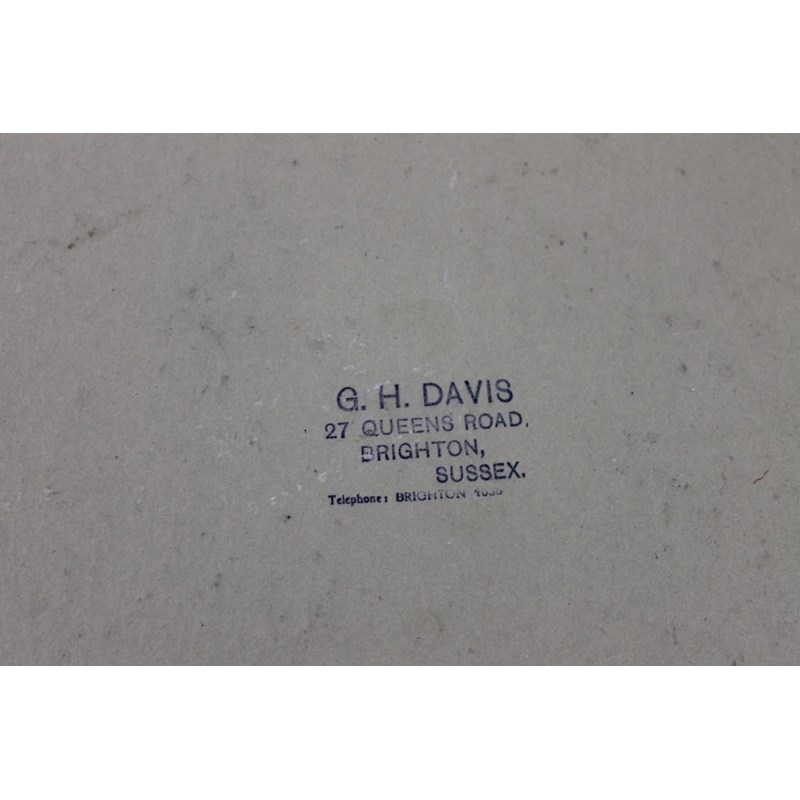 G. H. DAVIS
27 QUEENS ROAD.
BRIGHTON,
SUSSEX.
Telephone: BRIGHTON